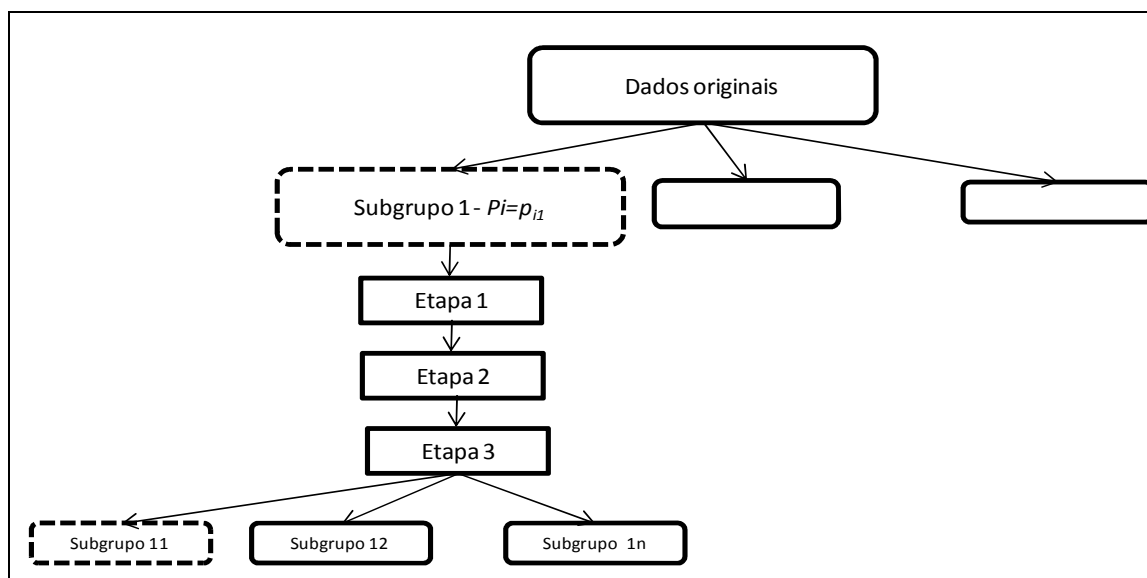 Dados originais
Subgrupo 1 - Pi=pi1
Etapa 1
Etapa 2
Etapa 3
Subgrupo 11
Subgrupo 12
Subgrupo 1n